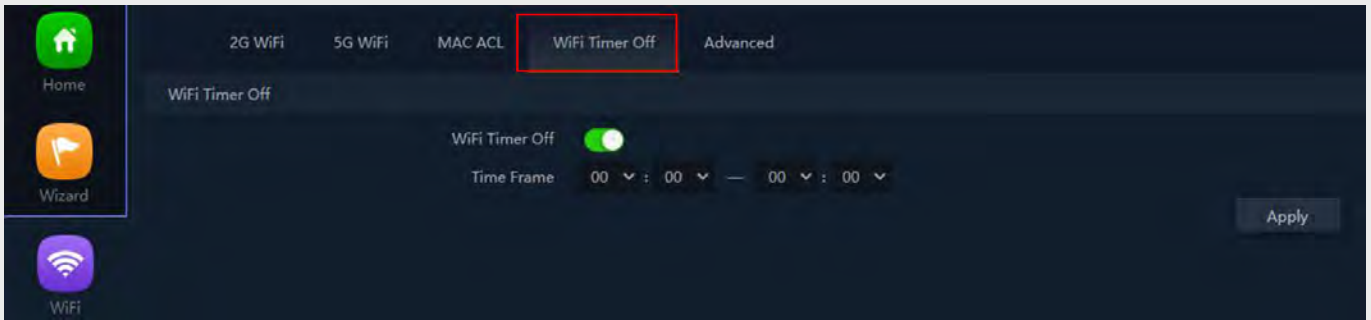 2G WiFi 5G WiFi MAC ACL WiFi Timer Off Advanced
Home
WiFi Timer Off
WiFi Timer Off
Time Frame 00 : 00 — 00 : 00
Wizard
Apply
WiFi